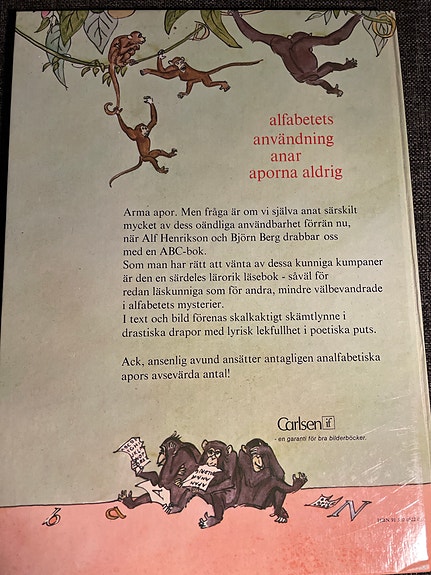 alfabetets
användning
anar
aporna aldrig
Arma apor. Men fråga är om vi själva anat särskilt
mycket av dess oändliga användbarhet förrän nu,
när Alf Henrikson och Björn Berg drabbar oss
med en ABC-bok.
Som man har rätt att vänta av dessa kunniga kumpaner
är den en särdeles lärorik läsebok - såväl för
redan läskunniga som för andra, mindre välbevandrade
i alfabetets mysterier.
I text och bild förenas skalkaktigt skämtlynne i
drastiska drapor med lyrisk lekfullhet i poetiska puts.
Ack, ansenlig avund ansätter antagligen analfabetiska
apors avsevärda antal!
Carlsen if
- en garanti för bra bilderböcker.
ISBN 91
N